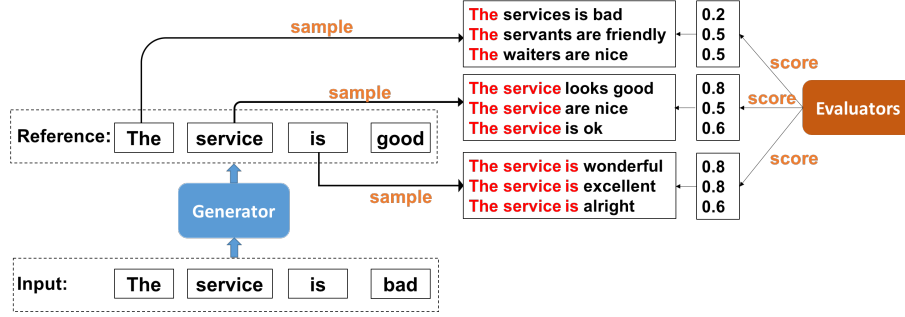 sample
The services is bad
The servants are friendly
The waiters are nice
0.2
0.5
0.5
score
sample
The service looks good
The service are nice
The service is ok
0.8
0.5
0.6
score
Evaluators
Reference: The service is good
score
sample
The service is wonderful
The service is excellent
The service is alright
0.8
0.8
0.6
Generator
Input: The service is bad